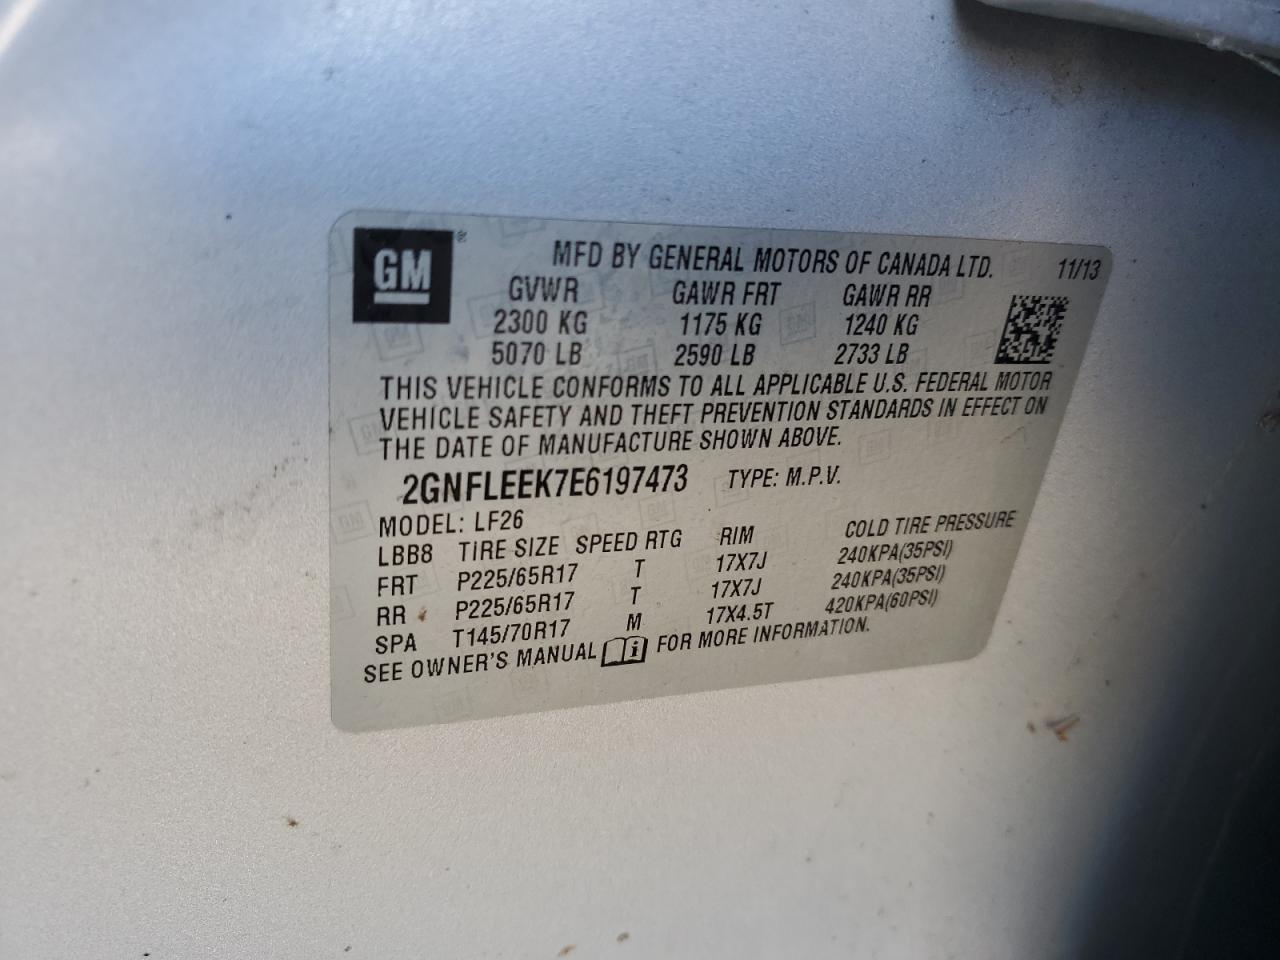 GM ®
MFD BY GENERAL MOTORS OF CANADA LTD. 11/13
GVWR GAWR FRT GAWR RR
2300 KG 1175 KG 1240 KG
5070 LB 2590 LB 2733 LB
THIS VEHICLE CONFORMS TO ALL APPLICABLE U.S. FEDERAL MOTOR
VEHICLE SAFETY AND THEFT PREVENTION STANDARDS IN EFFECT ON
THE DATE OF MANUFACTURE SHOWN ABOVE.
2GNFLEEK7E6197473 TYPE: M.P.V.
MODEL: LF26
LBB8 TIRE SIZE SPEED RTG RIM COLD TIRE PRESSURE
FRT P225/65R17 T 17X7J 240KPA(35PSI)
RR P225/65R17 T 17X7J 240KPA(35PSI)
SPA T145/70R17 M 17X4.5T 420KPA(60PSI)
SEE OWNER'S MANUAL i FOR MORE INFORMATION.